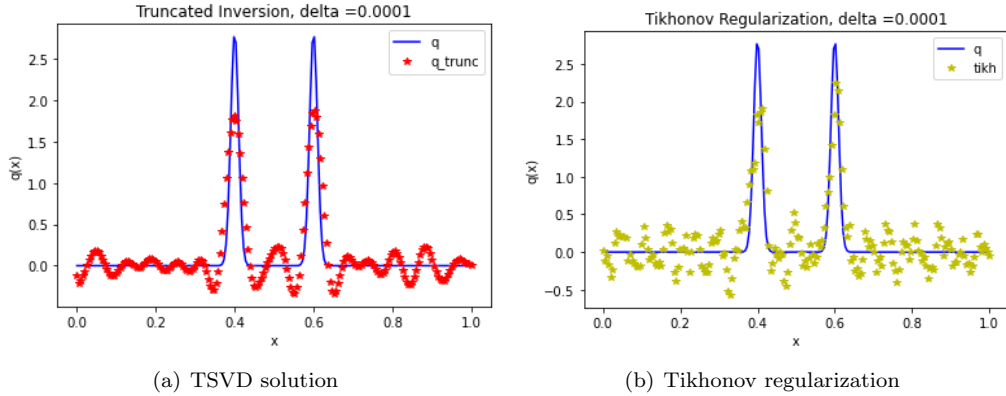 Truncated Inversion, delta =0.0001
q
q_trunc
2.5
2.0
1.5
1.0
0.5
0.0
q(x)
0.0 0.2 0.4 0.6 0.8 1.0
x
(a) TSVD solution
Tikhonov Regularization, delta =0.0001
q
tikh
2.5
2.0
1.5
1.0
0.5
0.0
−0.5
q(x)
0.0 0.2 0.4 0.6 0.8 1.0
x
(b) Tikhonov regularization